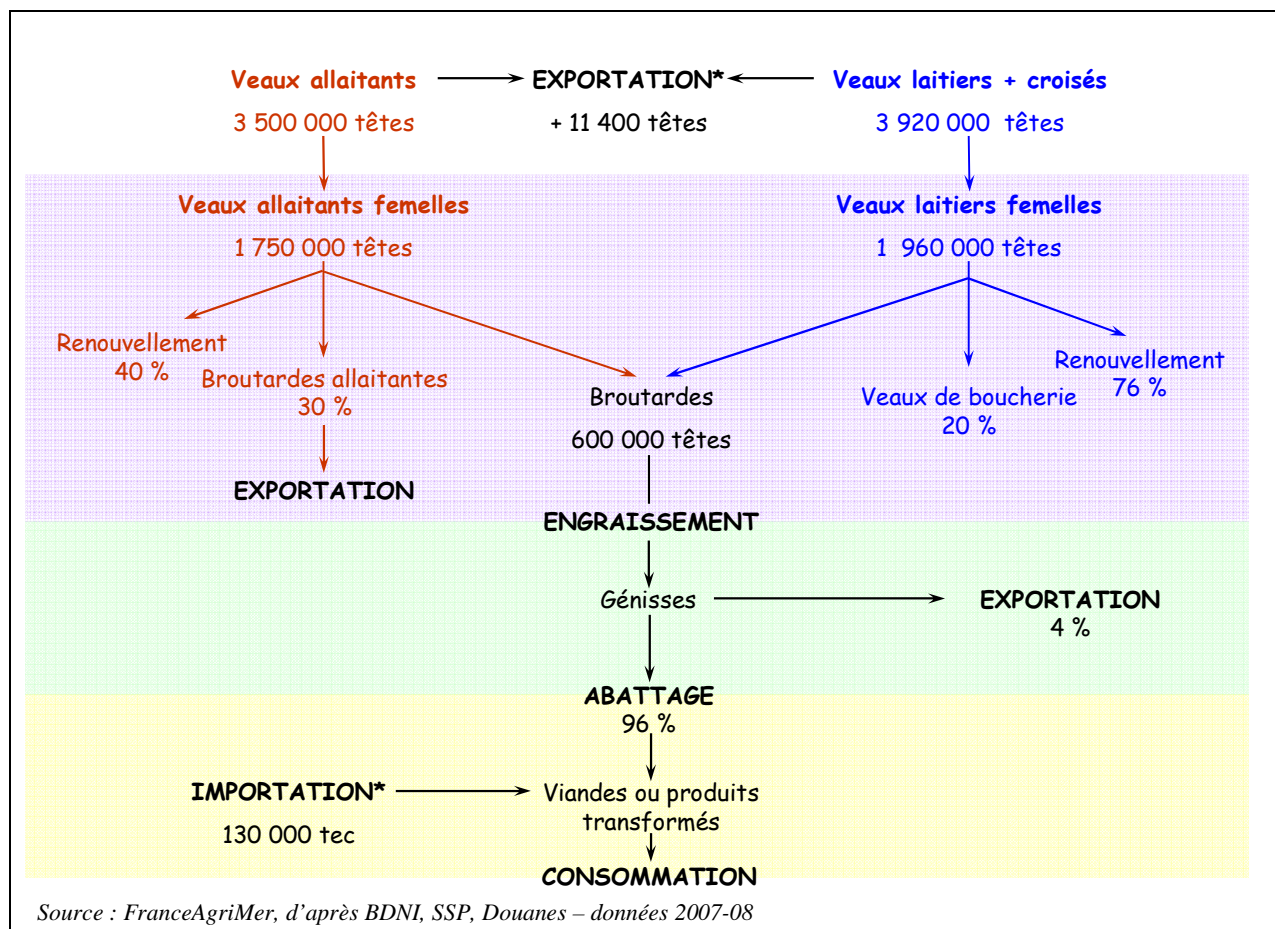 Veaux allaitants
EXPORTATION*
Veaux laitiers + croisés
3 500 000 têtes
+ 11 400 têtes
3 920 000 têtes
Veaux allaitants femelles
Veaux laitiers femelles
1 750 000 têtes
1 960 000 têtes
Renouvellement
40 %
Broutardes allaitantes
30 %
Broutardes
600 000 têtes
Veaux de boucherie
20 %
Renouvellement
76 %
EXPORTATION
ENGRAISSEMENT
Génisses
EXPORTATION
4 %
ABATTAGE
96 %
IMPORTATION*
130 000 tec
Viandes ou produits
transformés
CONSOMMATION
Source : FranceAgriMer, d'après BDNI, SSP, Douanes – données 2007-08